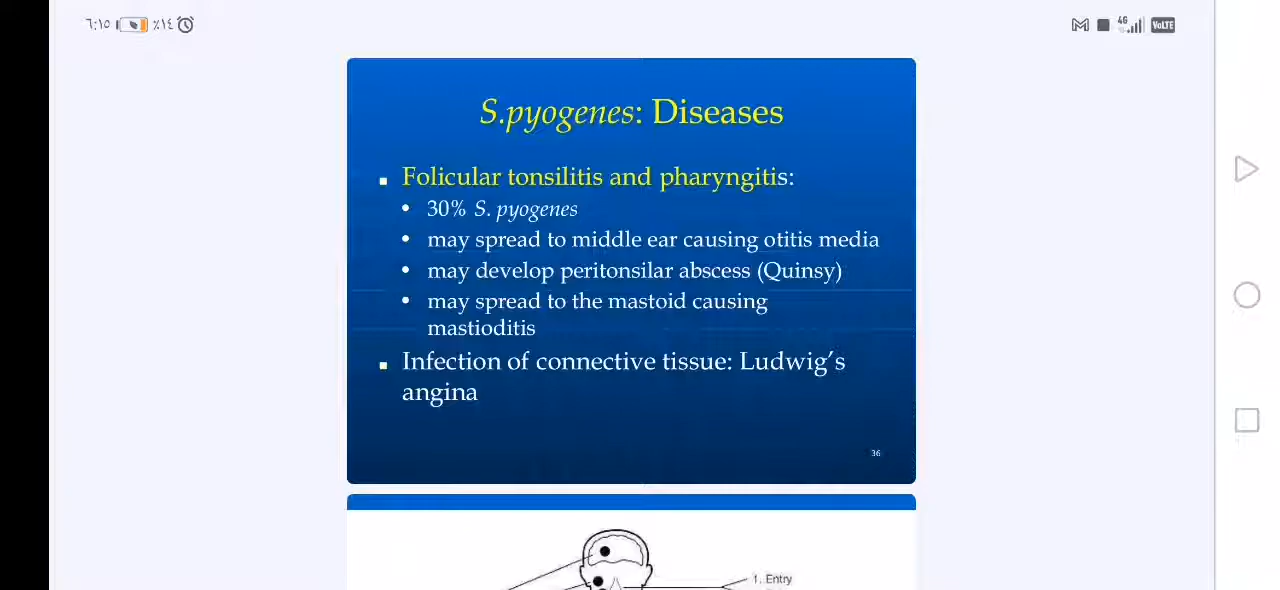 ٦:١٥ ٪١٤ 4G VoLTE
S.pyogenes: Diseases
Folicular tonsilitis and pharyngitis:
30% S. pyogenes
may spread to middle ear causing otitis media
may develop peritonsilar abscess (Quinsy)
may spread to the mastoid causing
mastioditis
Infection of connective tissue: Ludwig’s
angina
36
1. Entry